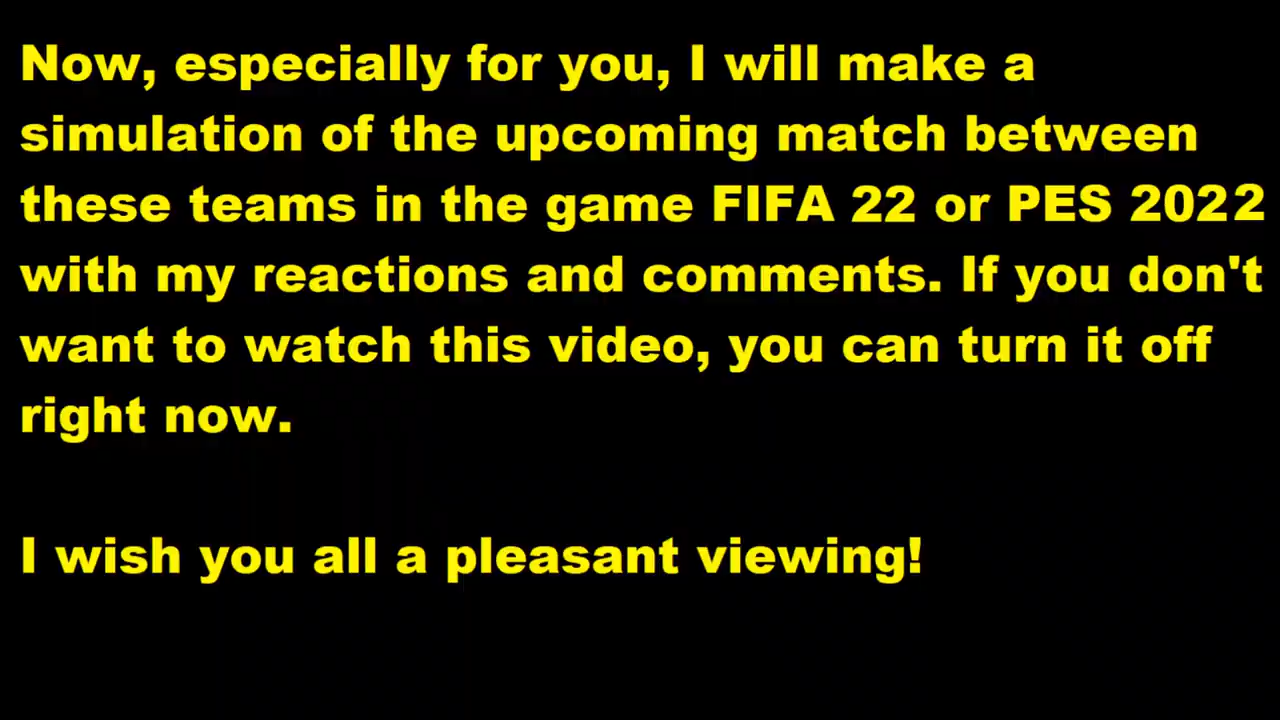 Now, especially for you, I will make a
simulation of the upcoming match between
these teams in the game FIFA 22 or PES 2022
with my reactions and comments. If you don't
want to watch this video, you can turn it off
right now.
I wish you all a pleasant viewing!